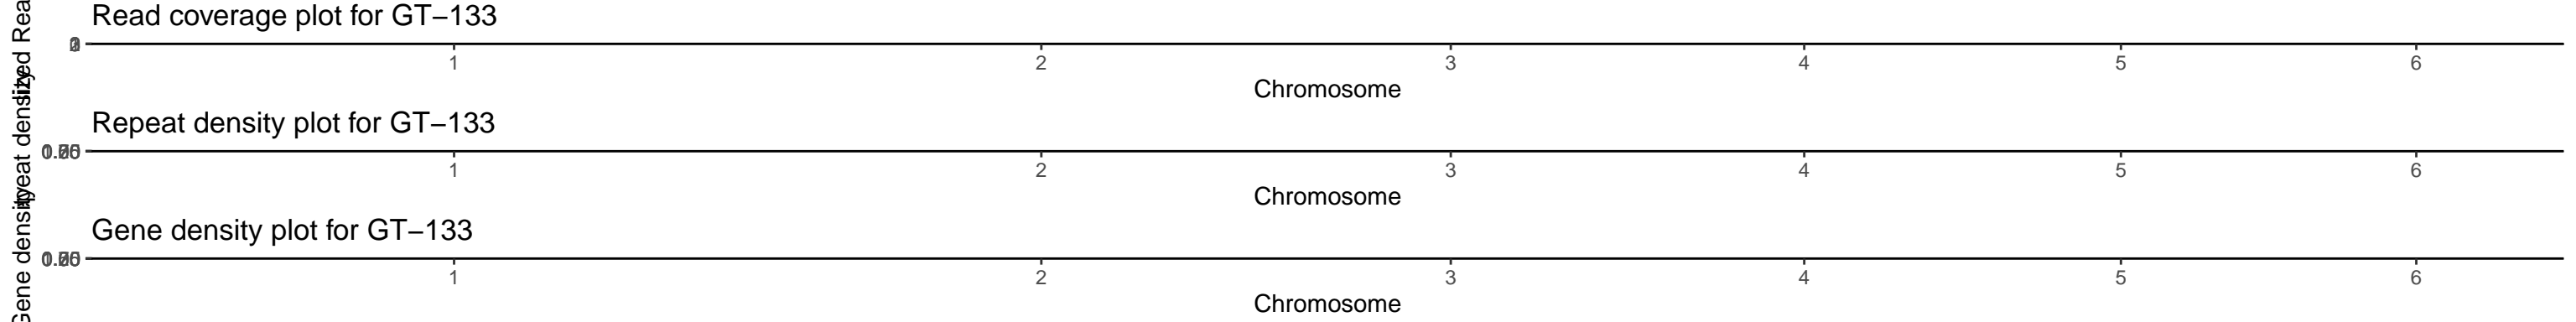 Read coverage plot for GT–133
1 2 3 4 5 6
Chromosome
Repeat density plot for GT–133
1 2 3 4 5 6
Chromosome
Gene density plot for GT–133
1 2 3 4 5 6
Chromosome
Gene density